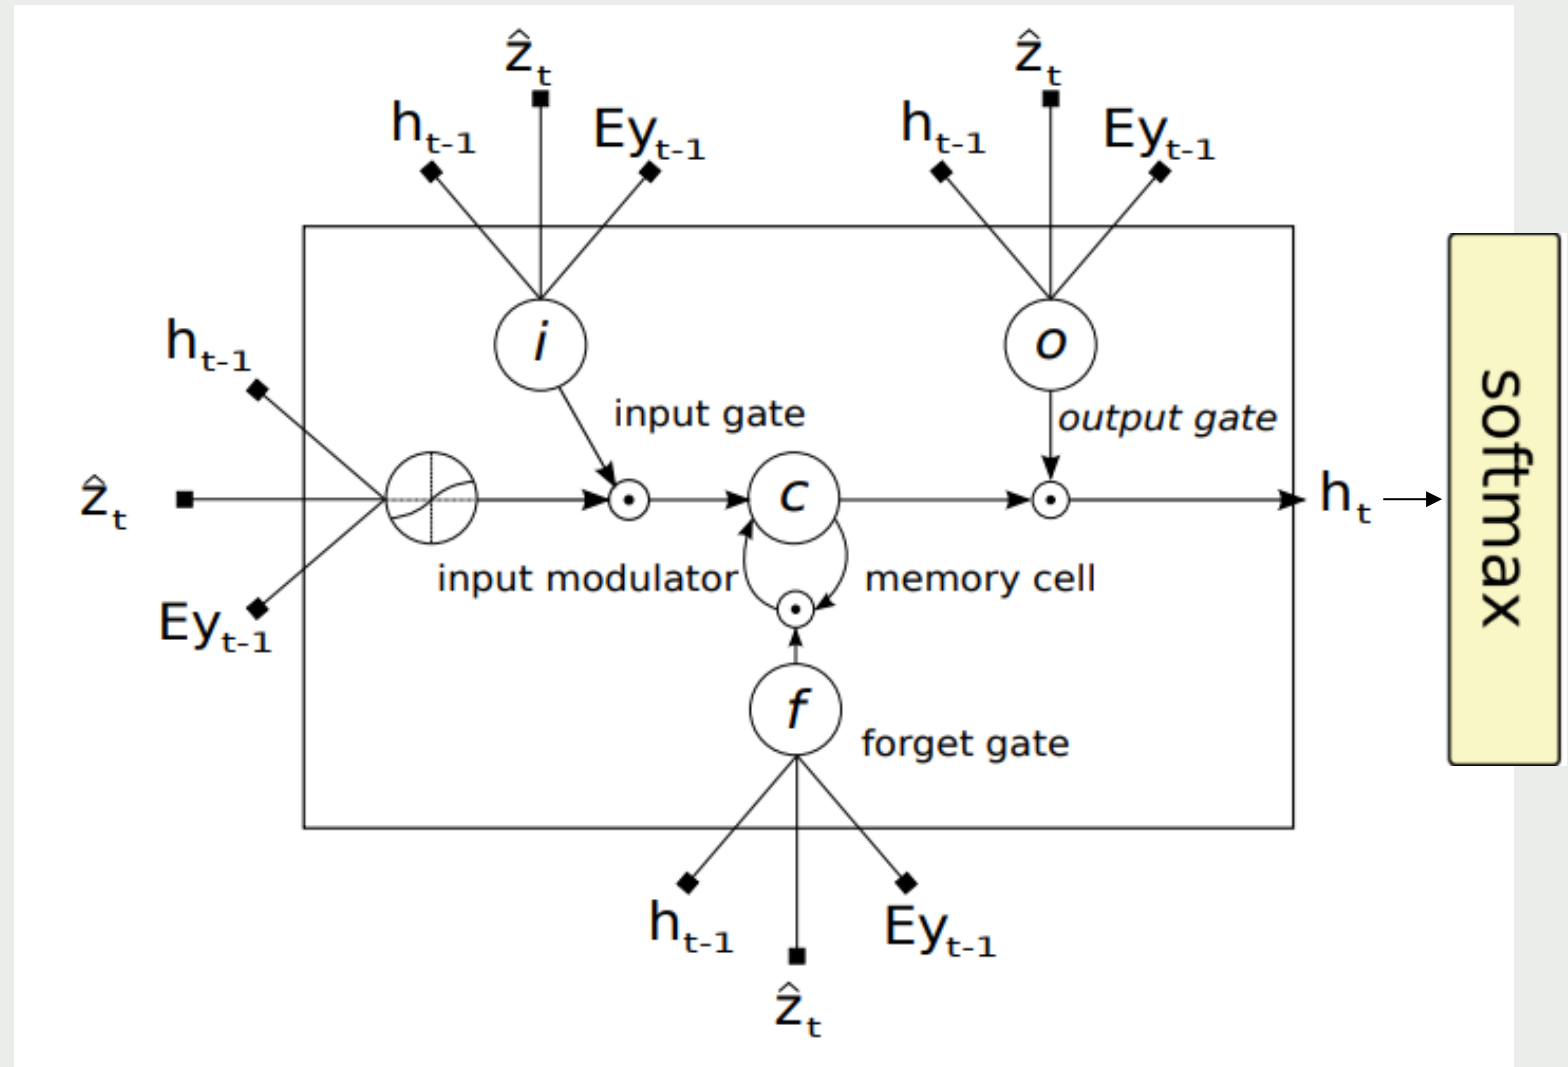 ẑt
ẑt
ht-1
Eyt-1
ht-1
Eyt-1
i
o
ht-1
input gate
output gate
ẑt
c
ht
softmax
input modulator
memory cell
Eyt-1
f
forget gate
ht-1
Eyt-1
ẑt